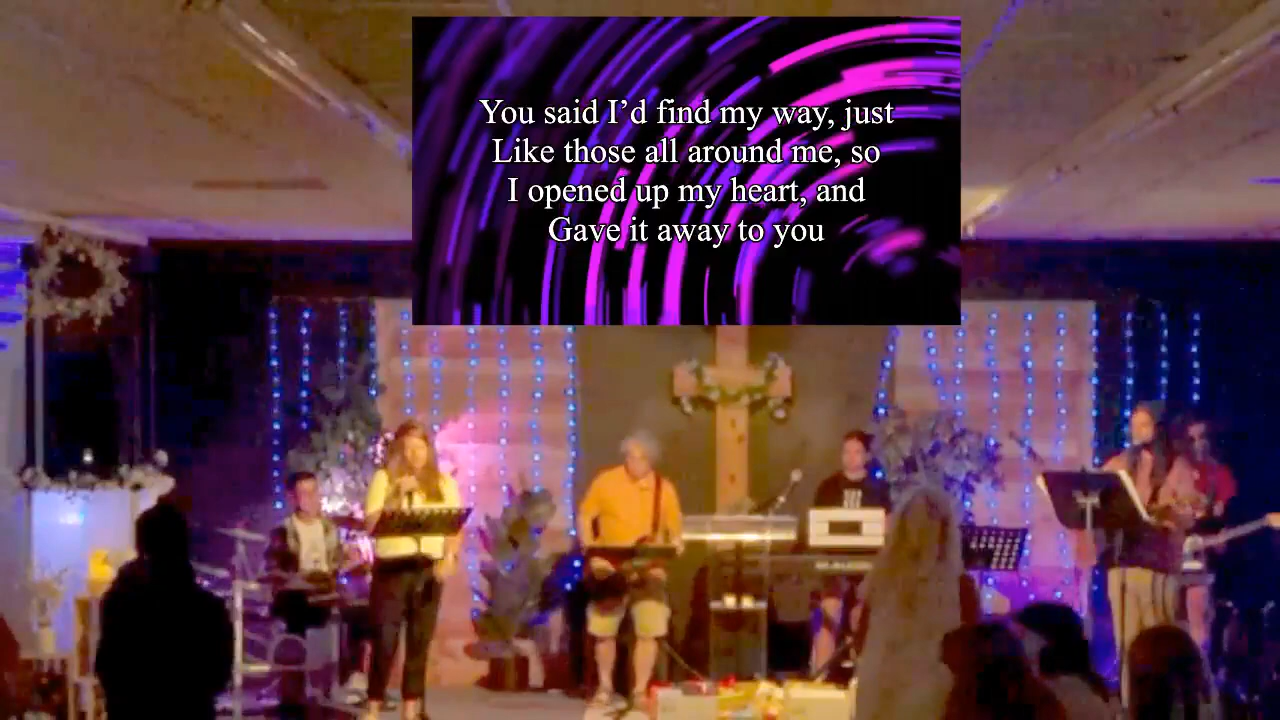 You said I’d find my way, just
Like those all around me, so
I opened up my heart, and
Gave it away to you